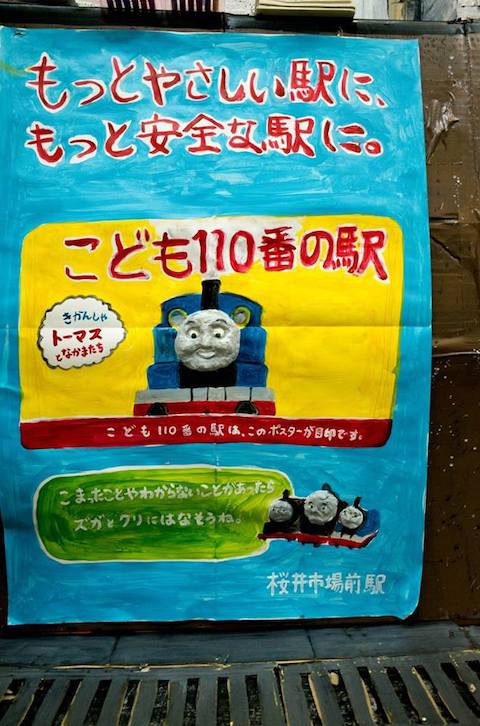 もっとやさしい駅に、
もっと安全な駅に。
こども110番の駅
きかんしゃ
トーマス
となかまたち
こども110番の駅は、このポスターが目印です。
こまったことやわからないことがあったら
ズガとクリにはなそうね。
桜井市場前駅